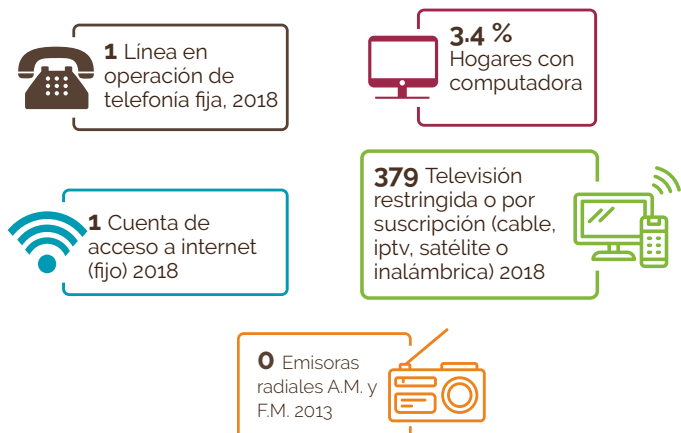 1 Línea en
operación de
telefonía fija, 2018
3.4 %
Hogares con
computadora
1 Cuenta de
acceso a internet
(fijo) 2018
379 Televisión
restringida o por
suscripción (cable,
iptv, satélite o
inalámbrica) 2018
0 Emisoras
radiales A.M. y
F.M. 2013